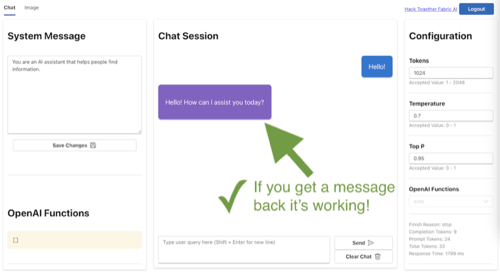 Chat Image
Hack Together Fabric AI
Logout
System Message
You are an AI assistant that helps people find
information.
Save Changes
OpenAI Functions
[]
Chat Session
Hello!
Hello! How can I assist you today?
If you get a message
back it's working!
Type user query here (Shift + Enter for new line)
Send
Clear Chat
Configuration
Tokens
1024
Accepted Value: 1 - 2048
Temperature
0.7
Accepted Value: 0 - 1
Top P
0.95
Accepted Value: 0 - 1
OpenAI Functions
Finish Reason: stop
Completion Tokens: 9
Prompt Tokens: 24
Total Tokens: 33
Response Time: 1799 ms